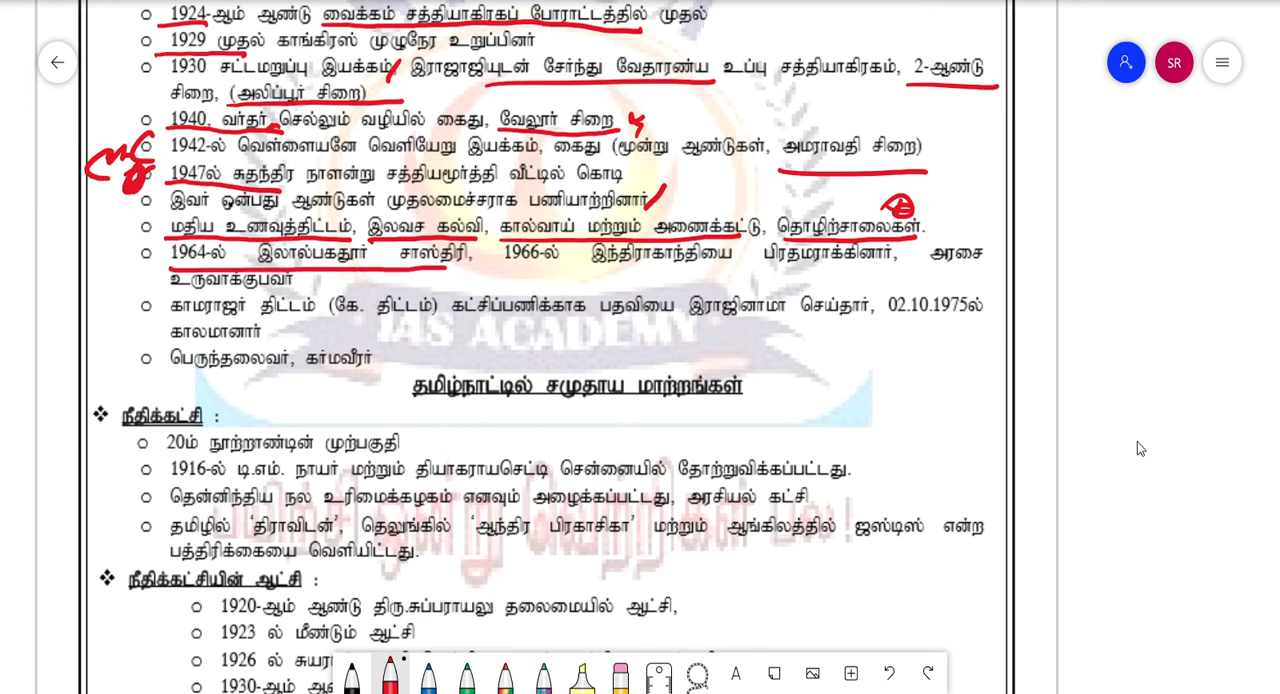 1924-ஆம் ஆண்டு வைக்கம் சத்தியாகிரகப் போராட்டத்தில் முதல்
1929 முதல் காங்கிரஸ் முழுநேர உறுப்பினர்
1930 சட்டமறுப்பு இயக்கம், இராஜாஜியுடன் சேர்ந்து வேதாரண்ய உப்பு சத்தியாகிரகம், 2-ஆண்டு
சிறை, (அலிப்பூர் சிறை)
1940, வர்தா, செல்லும் வழியில் கைது, வேலூர் சிறை
1942-ல் வெள்ளையனே வெளியேறு இயக்கம், கைது (மூன்று ஆண்டுகள், அமராவதி சிறை)
1947ல் சுதந்திர நாளன்று சத்தியமூர்த்தி வீட்டில் கொடி
இவர் ஒன்பது ஆண்டுகள் முதலமைச்சராக பணியாற்றினார்
மதிய உணவுத்திட்டம், இலவச கல்வி, கால்வாய் மற்றும் அணைக்கட்டு, தொழிற்சாலைகள்.
1964-ல் இலால்பகதூர் சாஸ்திரி, 1966-ல் இந்திராகாந்தியை பிரதமராக்கினார், அரசை
உருவாக்குபவர்
காமராஜர் திட்டம் (கே. திட்டம்) கட்சிப்பணிக்காக பதவியை இராஜினாமா செய்தார், 02.10.1975ல்
காலமானார்
IAS ACADEMY
பெருந்தலைவர், கர்மவீரர்
தமிழ்நாட்டில் சமுதாய மாற்றங்கள்
நீதிக்கட்சி :
20ம் நூற்றாண்டின் முற்பகுதி
1916-ல் டி.எம். நாயர் மற்றும் தியாகராயசெட்டி சென்னையில் தோற்றுவிக்கப்பட்டது.
தென்னிந்திய நல உரிமைக்கழகம் எனவும் அழைக்கப்பட்டது, அரசியல் கட்சி
தமிழில் 'திராவிடன்', தெலுங்கில் 'ஆந்திர பிரகாசிகா' மற்றும் ஆங்கிலத்தில் ஜஸ்டிஸ் என்ற
பத்திரிக்கையை வெளியிட்டது.
நீதிக்கட்சியின் ஆட்சி :
1920-ஆம் ஆண்டு திரு.சுப்பராயலு தலைமையில் ஆட்சி,
1923 ல் மீண்டும் ஆட்சி
1926 ல்
1930-ஆம்
SR
A